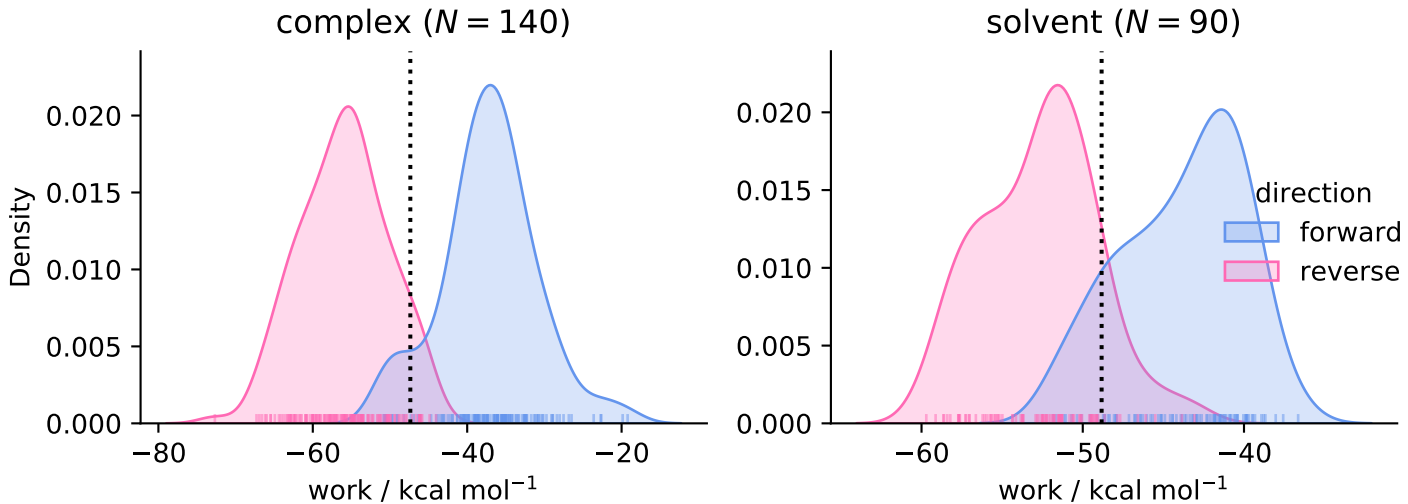 complex (N = 140)
Density
0.020
0.015
0.010
0.005
0.000
−80
−60
−40
−20
work / kcal mol⁻¹
solvent (N = 90)
0.020
0.015
0.010
0.005
0.000
−60
−50
−40
work / kcal mol⁻¹
direction
forward
reverse